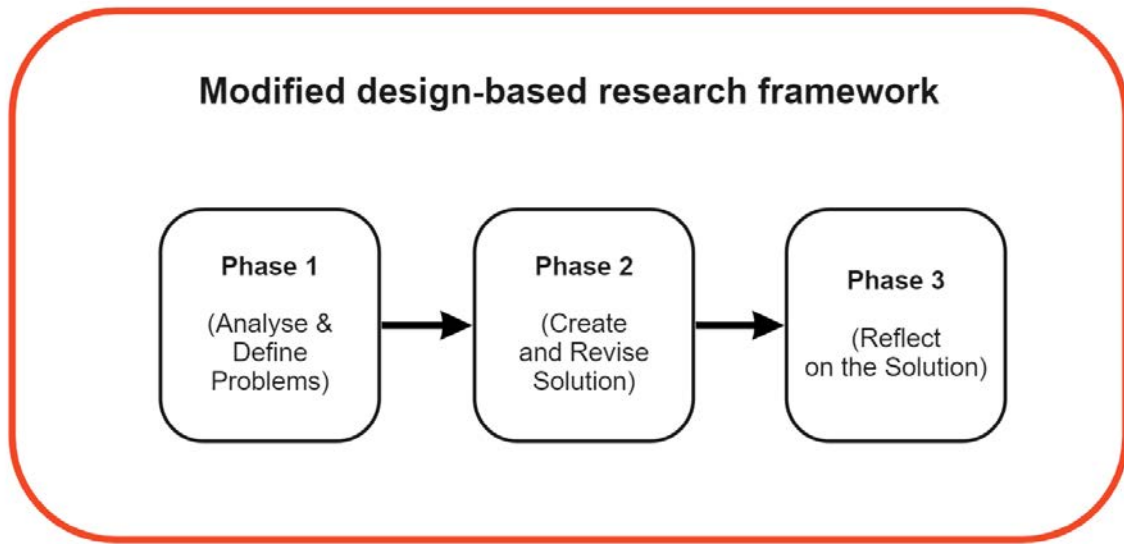 Modified design-based research framework
Phase 1
(Analyse &
Define
Problems)
Phase 2
(Create
and Revise
Solution)
Phase 3
(Reflect
on the Solution)